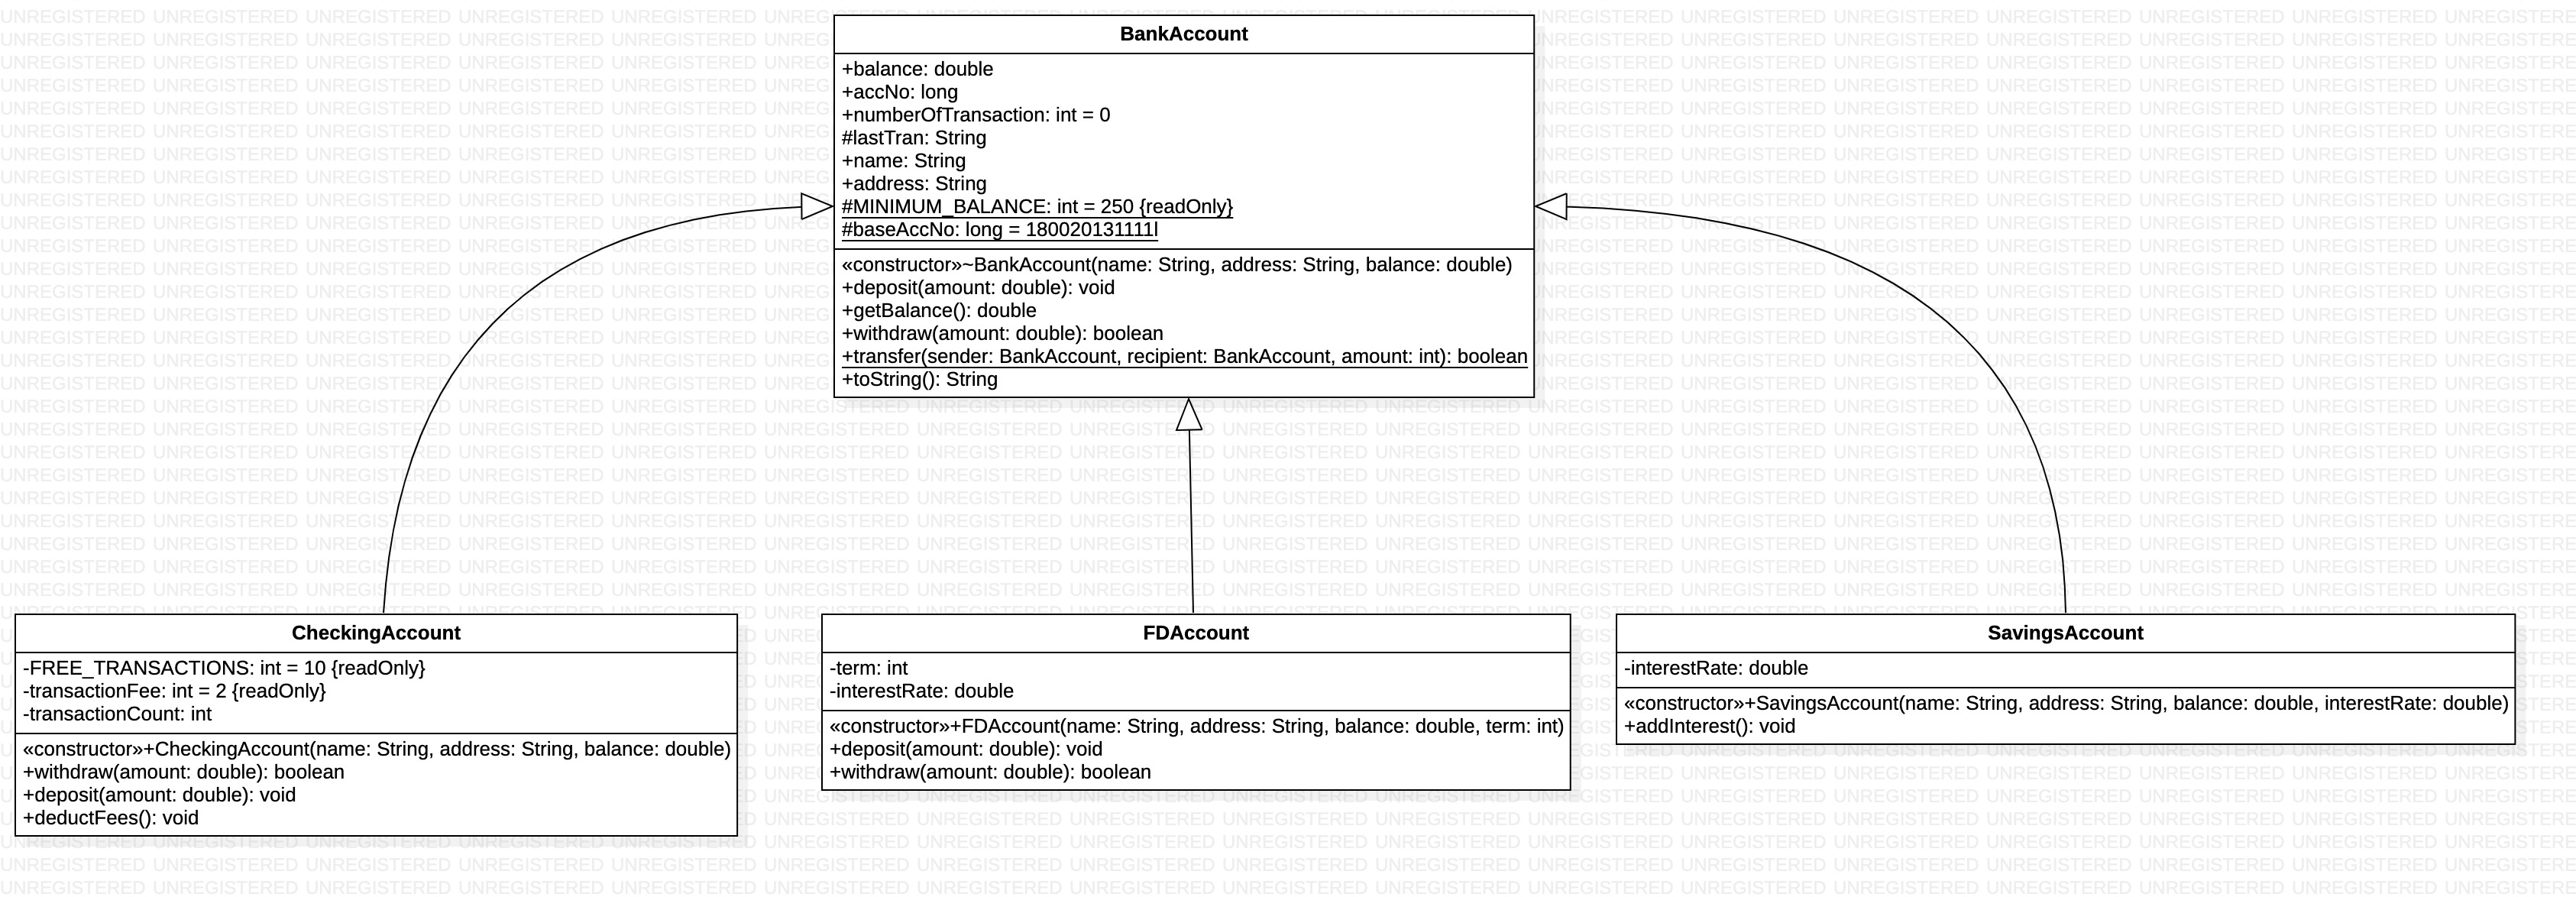 BankAccount
+balance: double
+accNo: long
+numberOfTransaction: int = 0
#lastTran: String
+name: String
+address: String
#MINIMUM_BALANCE: int = 250 {readOnly}
#baseAccNo: long = 180020131111l
«constructor»~BankAccount(name: String, address: String, balance: double)
+deposit(amount: double): void
+getBalance(): double
+withdraw(amount: double): boolean
+transfer(sender: BankAccount, recipient: BankAccount, amount: int): boolean
+toString(): String
CheckingAccount
-FREE_TRANSACTIONS: int = 10 {readOnly}
-transactionFee: int = 2 {readOnly}
-transactionCount: int
«constructor»+CheckingAccount(name: String, address: String, balance: double)
+withdraw(amount: double): boolean
+deposit(amount: double): void
+deductFees(): void
FDAccount
-term: int
-interestRate: double
«constructor»+FDAccount(name: String, address: String, balance: double, term: int)
+deposit(amount: double): void
+withdraw(amount: double): boolean
SavingsAccount
-interestRate: double
«constructor»+SavingsAccount(name: String, address: String, balance: double, interestRate: double)
+addInterest(): void
UNREGISTERED